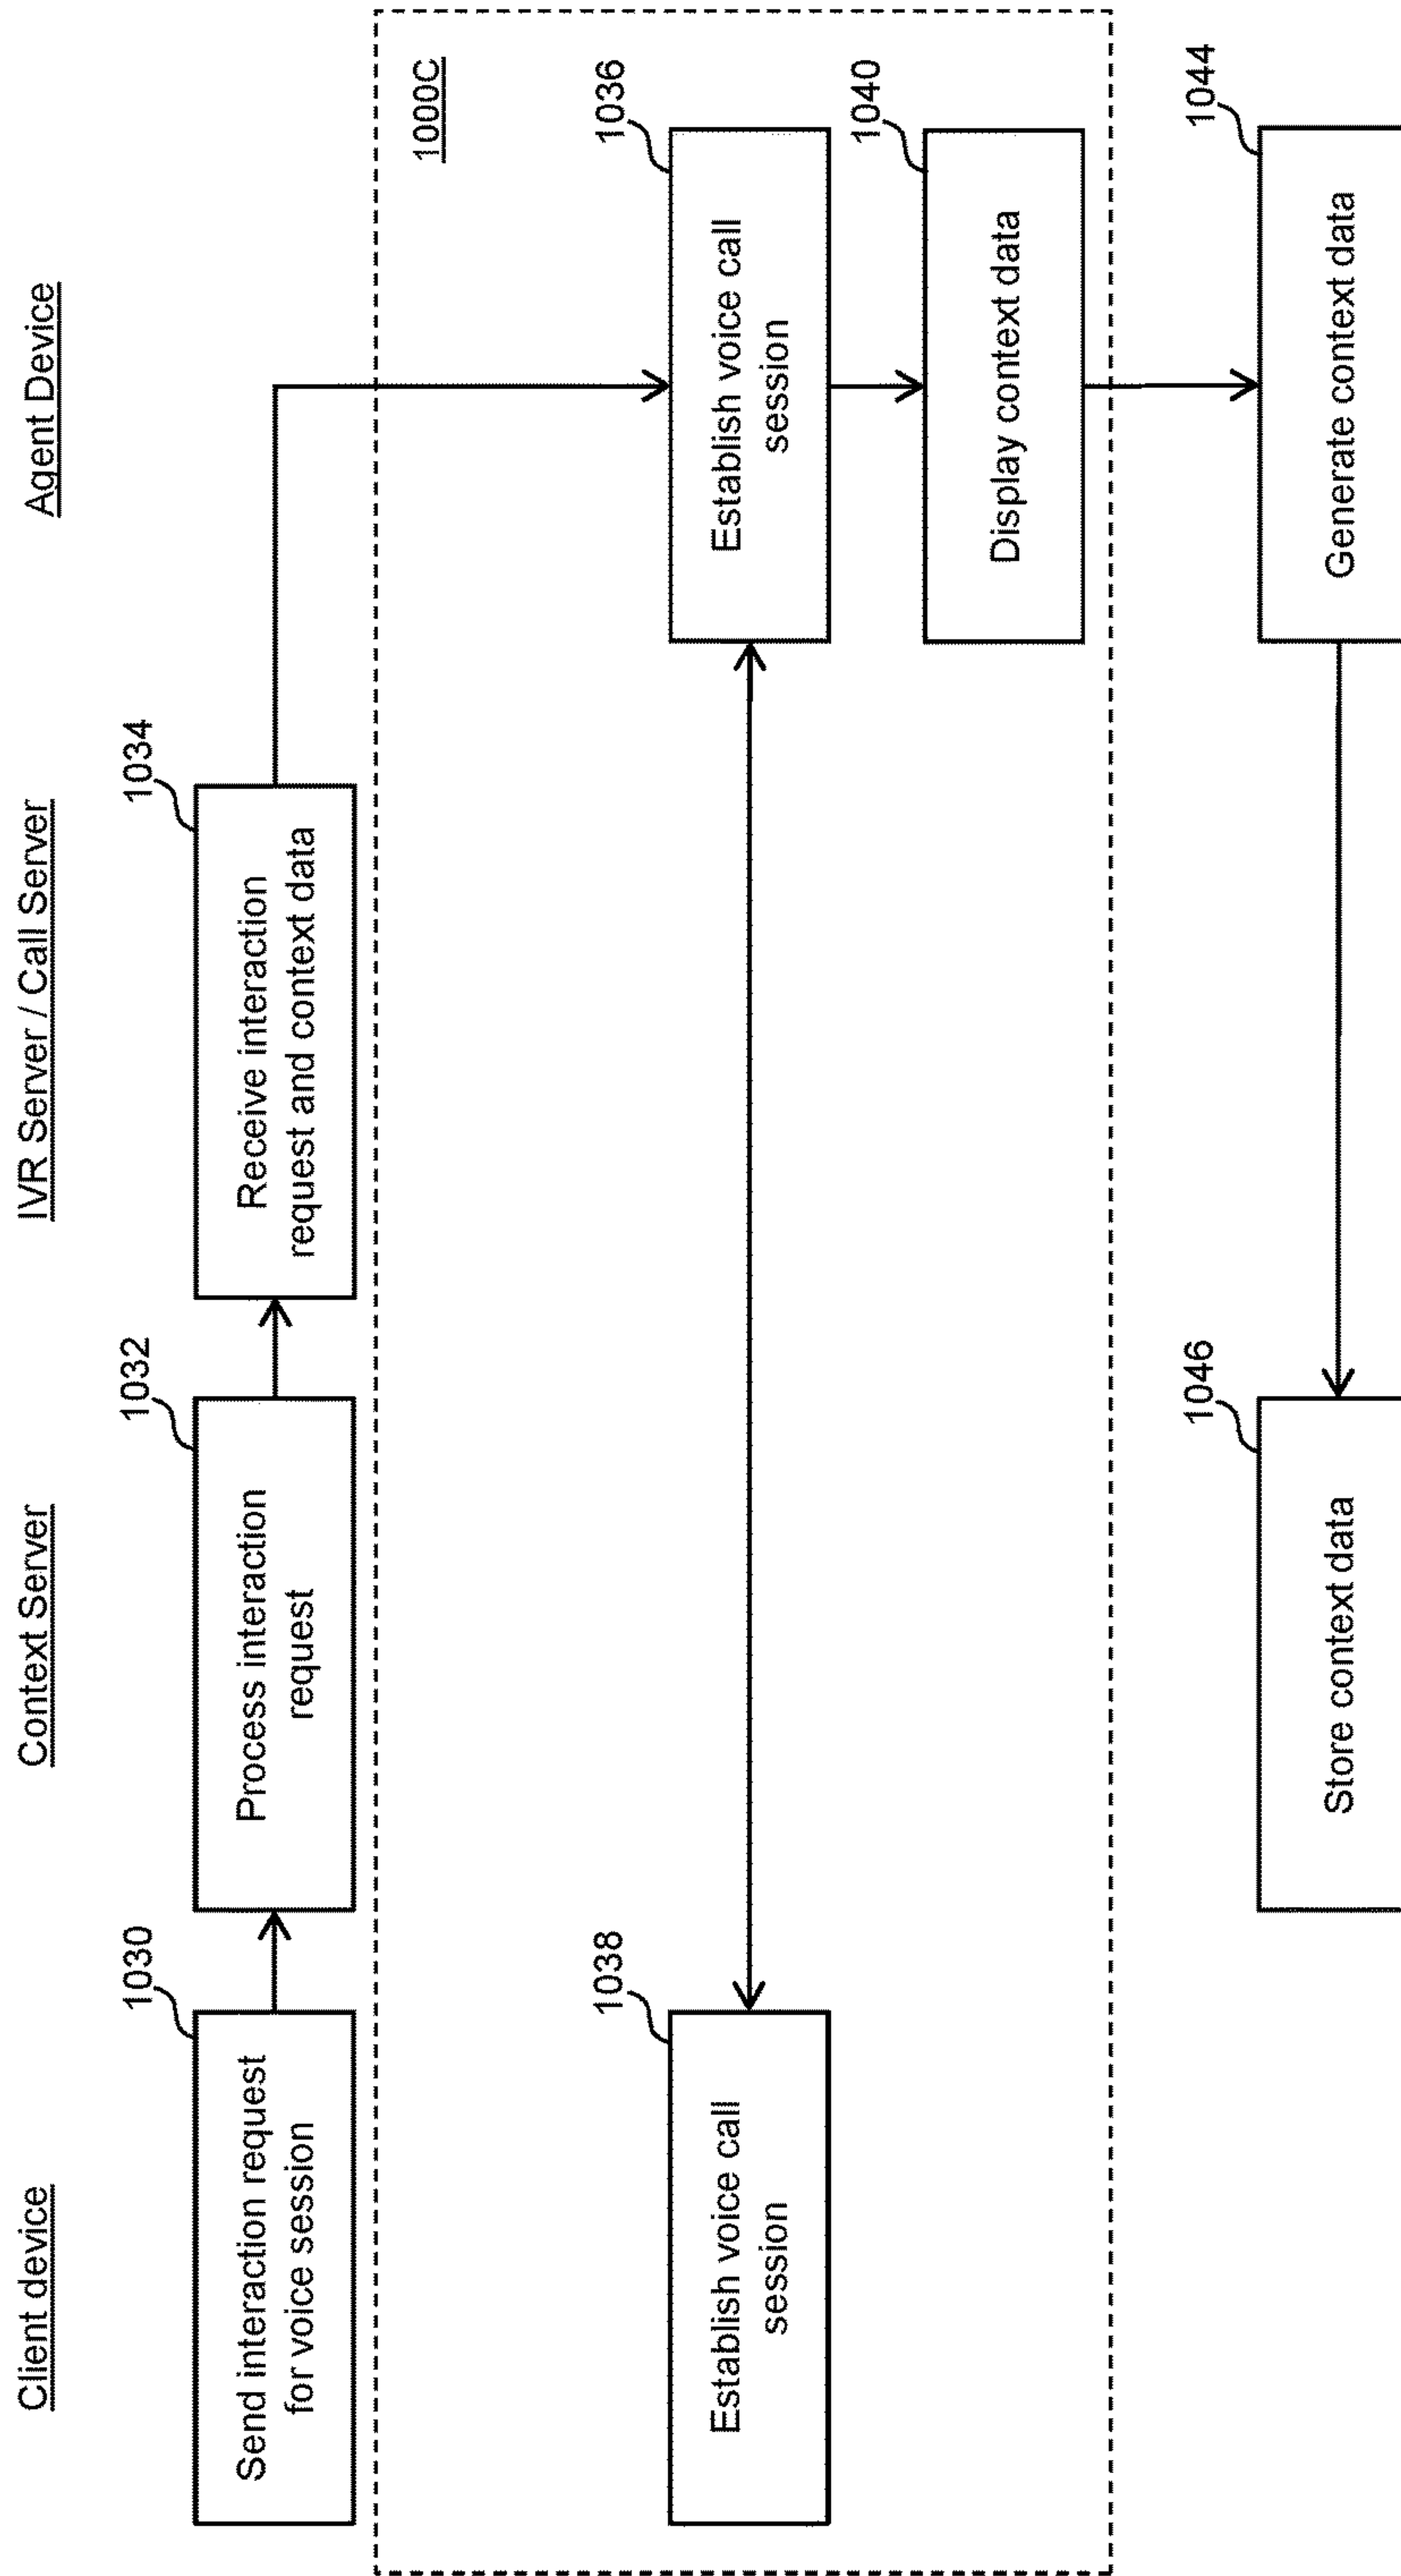 Client device
Context Server
IVR Server / Call Server
Agent Device
1030
Send interaction request
for voice session
1032
Process interaction
request
1034
Receive interaction
request and context data
1000C
1038
Establish voice call
session
1036
Establish voice call
session
1040
Display context data
1046
Store context data
1044
Generate context data